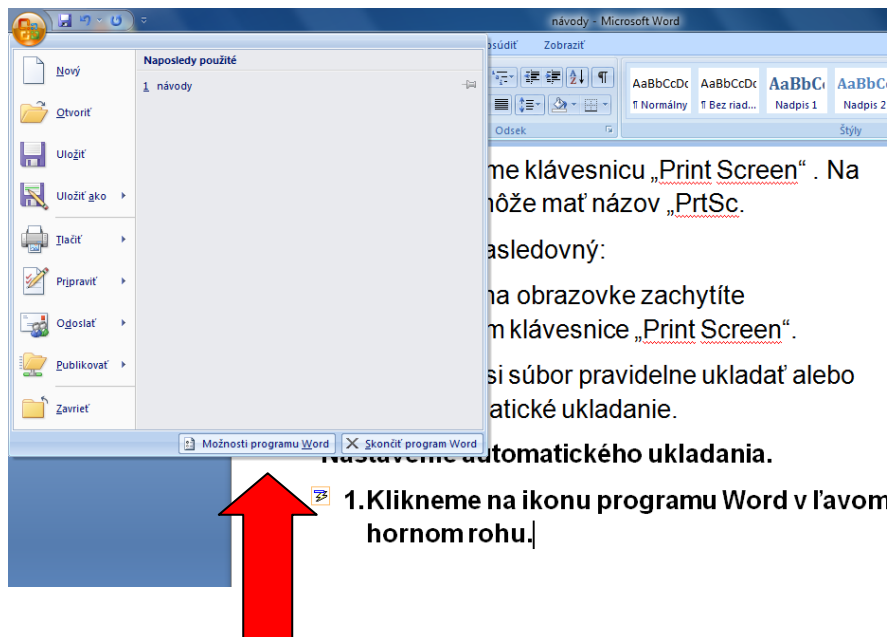 návody - Microsoft Word
osúdiť Zobraziť
Naposledy použité
1 návody
Nový
Otvoriť
Uložiť
Uložiť ako
Tlačiť
Pripraviť
Odoslať
Publikovať
Zavrieť
Možnosti programu Word
Skončiť program Word
AaBbCcDc AaBbCcDc AaBbC AaBbC
¶ Normálny ¶ Bez riad... Nadpis 1 Nadpis 2
Odsek Štýly
me klávesnicu „Print Screen“ . Na
ôže mať názov „PrtSc.
asledovný:
na obrazovke zachytíte
m klávesnice „Print Screen“.
si súbor pravidelne ukladať alebo
atické ukladanie.
Nastavenie automatického ukladania.
1.Klikneme na ikonu programu Word v ľavom
hornom rohu.